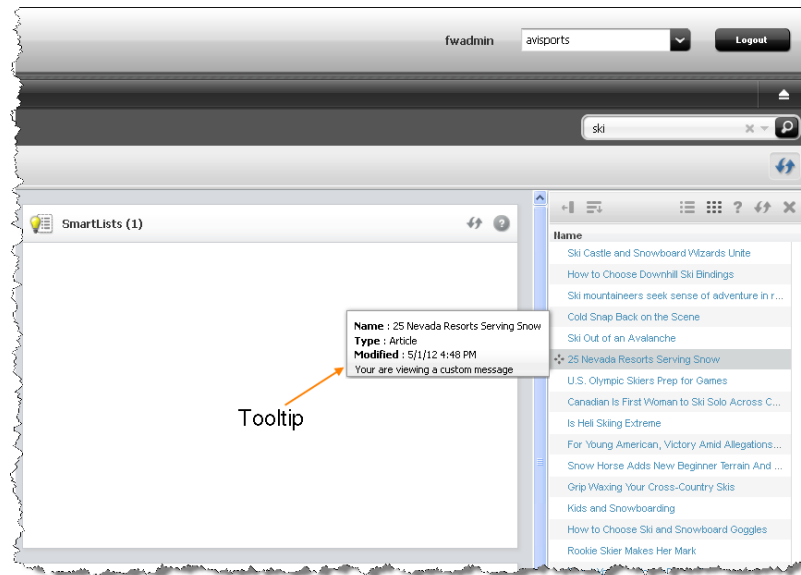 fwadmin
avisports
Logout
ski
SmartLists (1)
?
?
Name
Ski Castle and Snowboard Wizards Unite
How to Choose Downhill Ski Bindings
Ski mountaineers seek sense of adventure in r...
Cold Snap Back on the Scene
Ski Out of an Avalanche
25 Nevada Resorts Serving Snow
U.S. Olympic Skiers Prep for Games
Canadian Is First Woman to Ski Solo Across C...
Is Heli Skiing Extreme
For Young American, Victory Amid Allegations...
Snow Horse Adds New Beginner Terrain And ...
Grip Waxing Your Cross-Country Skis
Kids and Snowboarding
How to Choose Ski and Snowboard Goggles
Rookie Skier Makes Her Mark
Name : 25 Nevada Resorts Serving Snow
Type : Article
Modified : 5/1/12 4:48 PM
Your are viewing a custom message
Tooltip